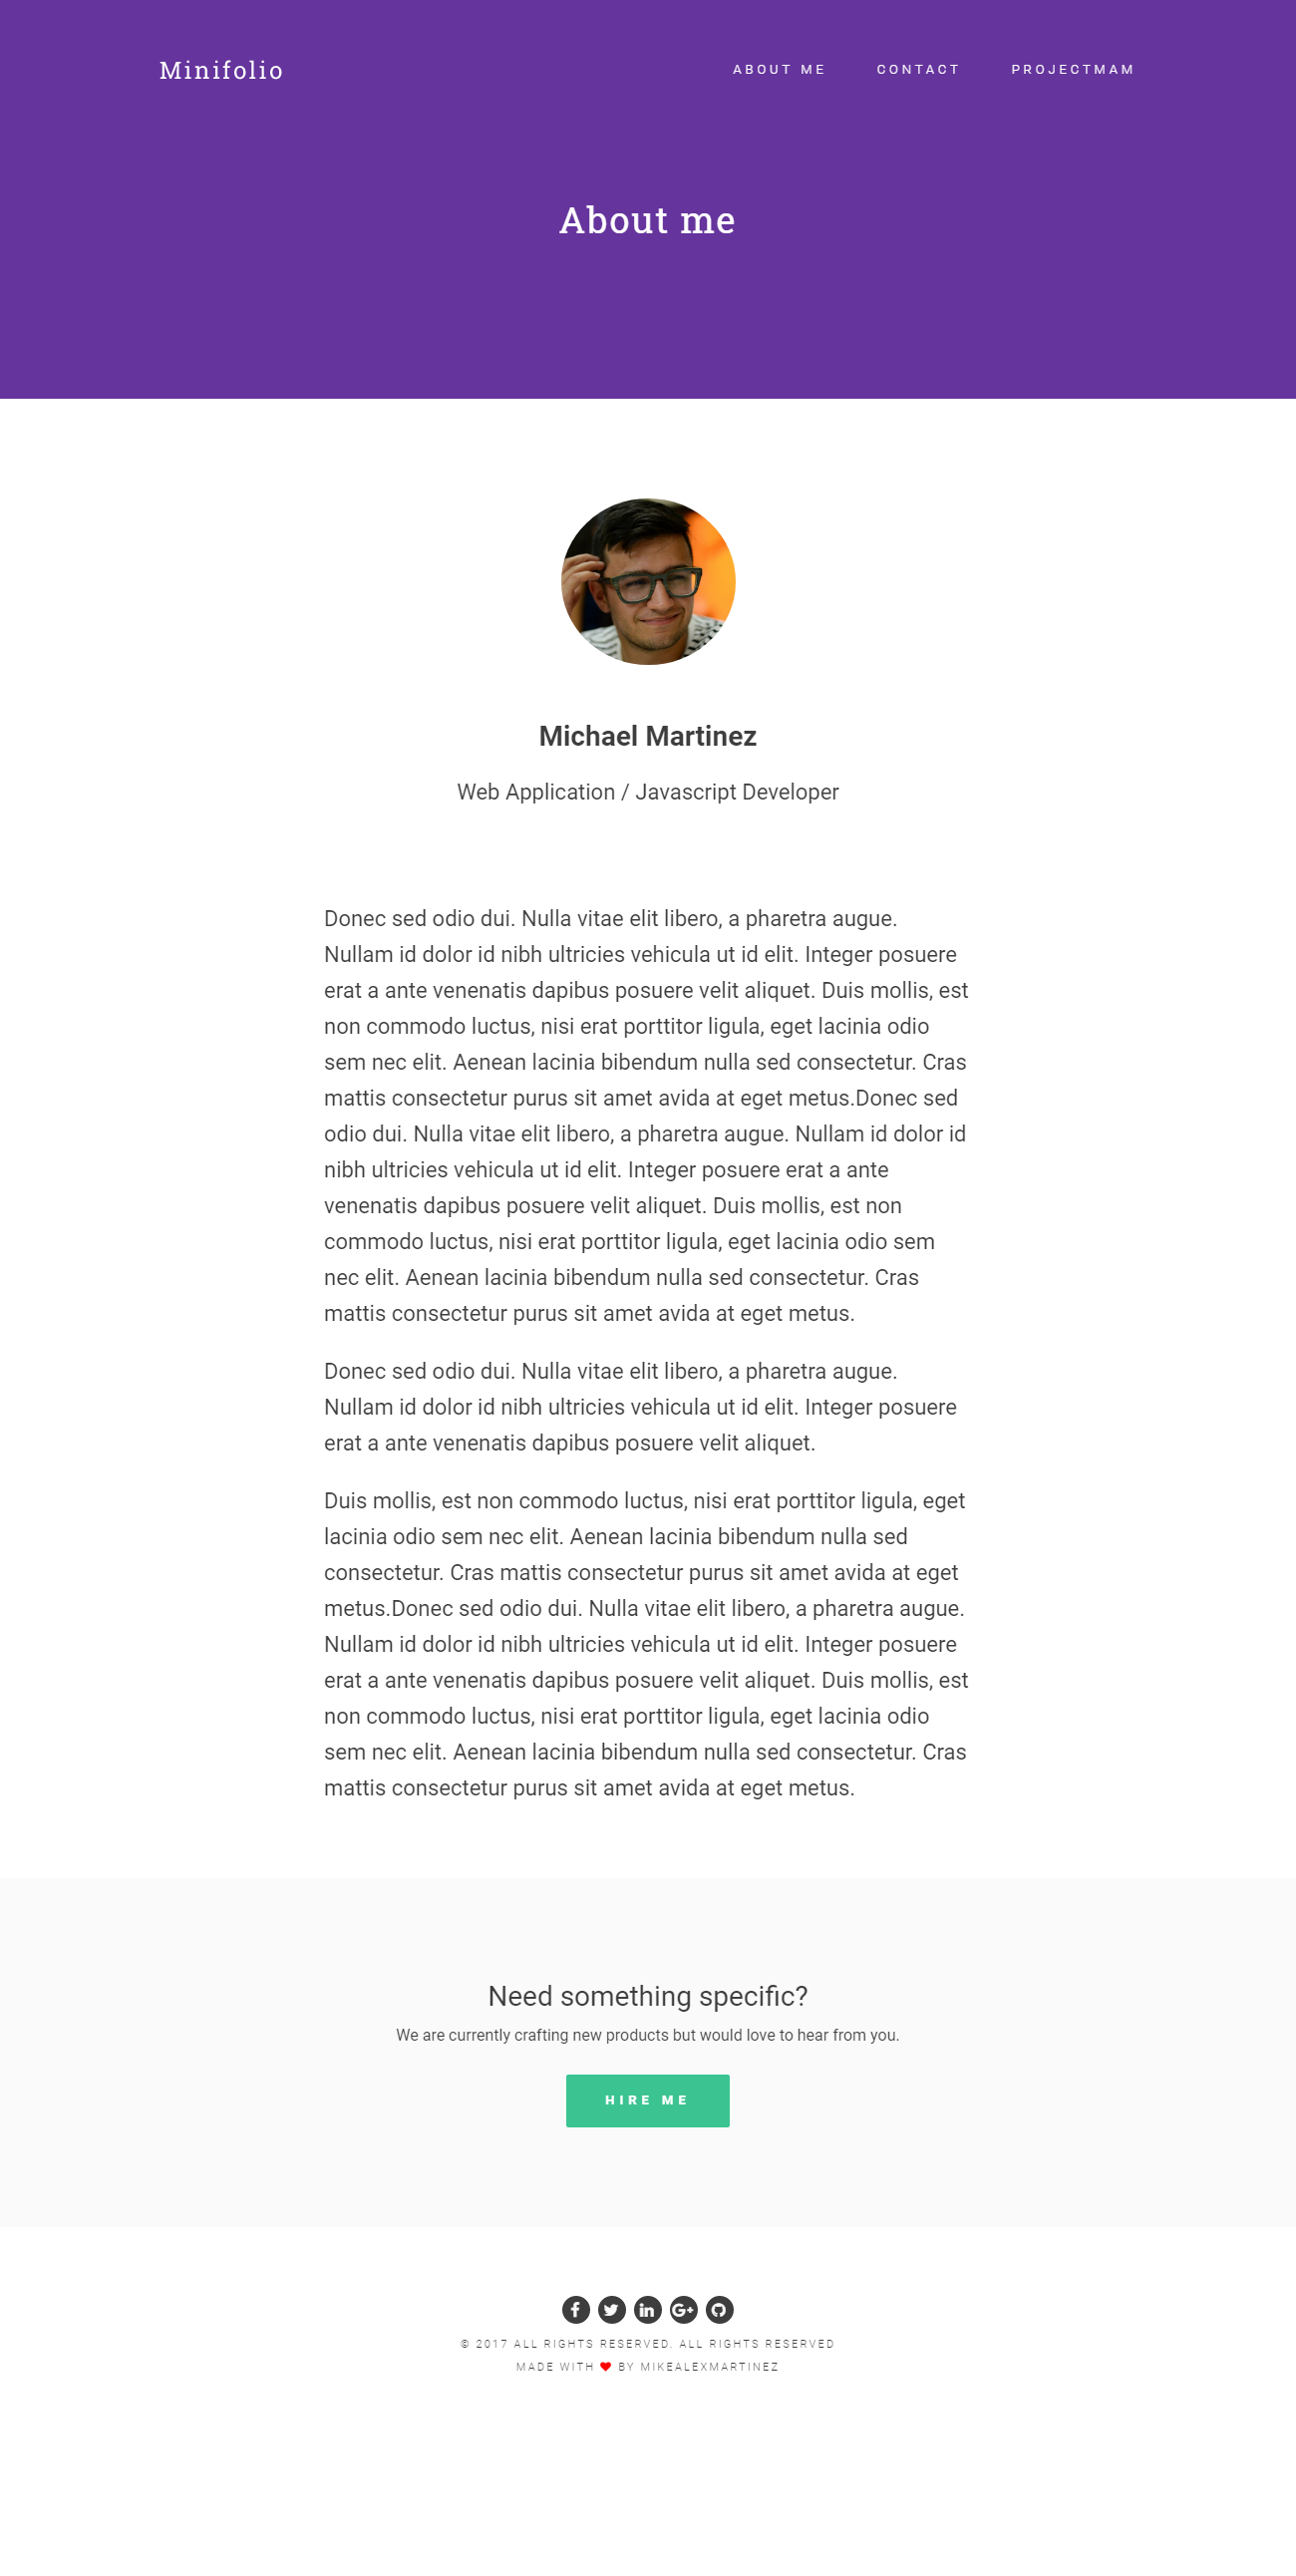 Minifolio
ABOUT ME
CONTACT
PROJECTMAM
About me
Michael Martinez
Web Application / Javascript Developer
Donec sed odio dui. Nulla vitae elit libero, a pharetra augue.
Nullam id dolor id nibh ultricies vehicula ut id elit. Integer posuere
erat a ante venenatis dapibus posuere velit aliquet. Duis mollis, est
non commodo luctus, nisi erat porttitor ligula, eget lacinia odio
sem nec elit. Aenean lacinia bibendum nulla sed consectetur. Cras
mattis consectetur purus sit amet avida at eget metus.Donec sed
odio dui. Nulla vitae elit libero, a pharetra augue. Nullam id dolor id
nibh ultricies vehicula ut id elit. Integer posuere erat a ante
venenatis dapibus posuere velit aliquet. Duis mollis, est non
commodo luctus, nisi erat porttitor ligula, eget lacinia odio sem
nec elit. Aenean lacinia bibendum nulla sed consectetur. Cras
mattis consectetur purus sit amet avida at eget metus.
Donec sed odio dui. Nulla vitae elit libero, a pharetra augue.
Nullam id dolor id nibh ultricies vehicula ut id elit. Integer posuere
erat a ante venenatis dapibus posuere velit aliquet.
Duis mollis, est non commodo luctus, nisi erat porttitor ligula, eget
lacinia odio sem nec elit. Aenean lacinia bibendum nulla sed
consectetur. Cras mattis consectetur purus sit amet avida at eget
metus.Donec sed odio dui. Nulla vitae elit libero, a pharetra augue.
Nullam id dolor id nibh ultricies vehicula ut id elit. Integer posuere
erat a ante venenatis dapibus posuere velit aliquet. Duis mollis, est
non commodo luctus, nisi erat porttitor ligula, eget lacinia odio
sem nec elit. Aenean lacinia bibendum nulla sed consectetur. Cras
mattis consectetur purus sit amet avida at eget metus.
Need something specific?
We are currently crafting new products but would love to hear from you.
HIRE ME
© 2017 ALL RIGHTS RESERVED. ALL RIGHTS RESERVED
MADE WITH ❤ BY MIKEALEXMARTINEZ